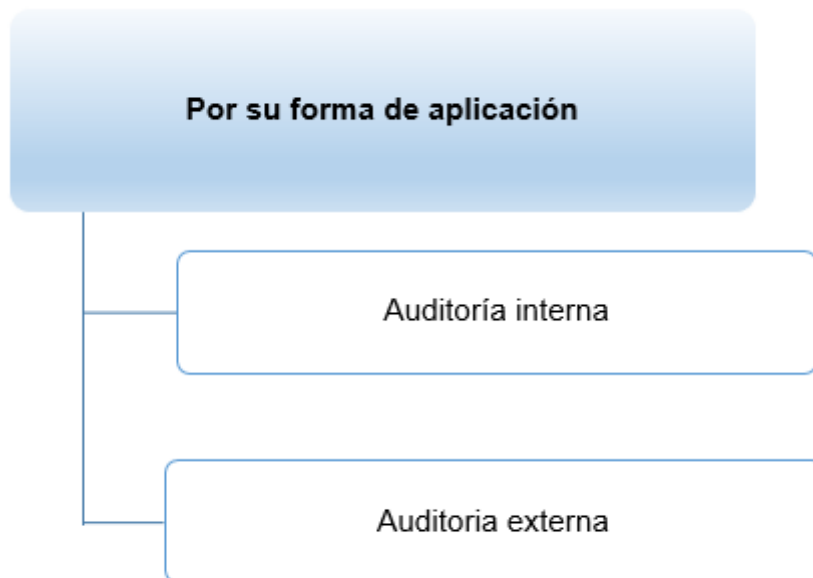 Por su forma de aplicación
Auditoría interna
Auditoria externa